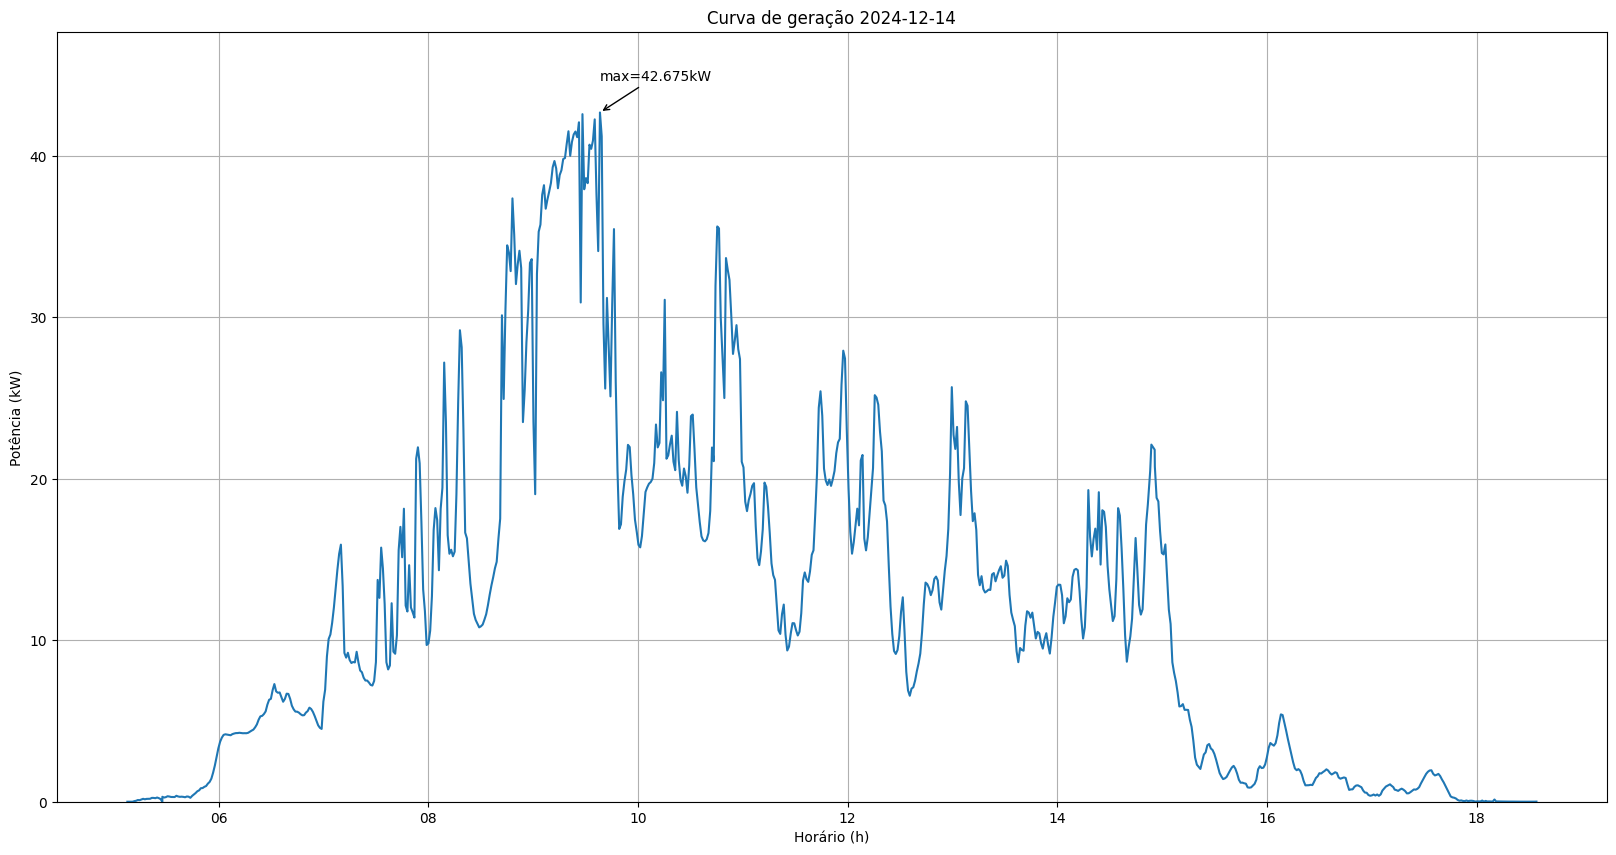 Curva de geração 2024-12-14
max=42.675kW
40
30
20
10
0
Potência (kW)
06 08 10 12 14 16 18
Horário (h)